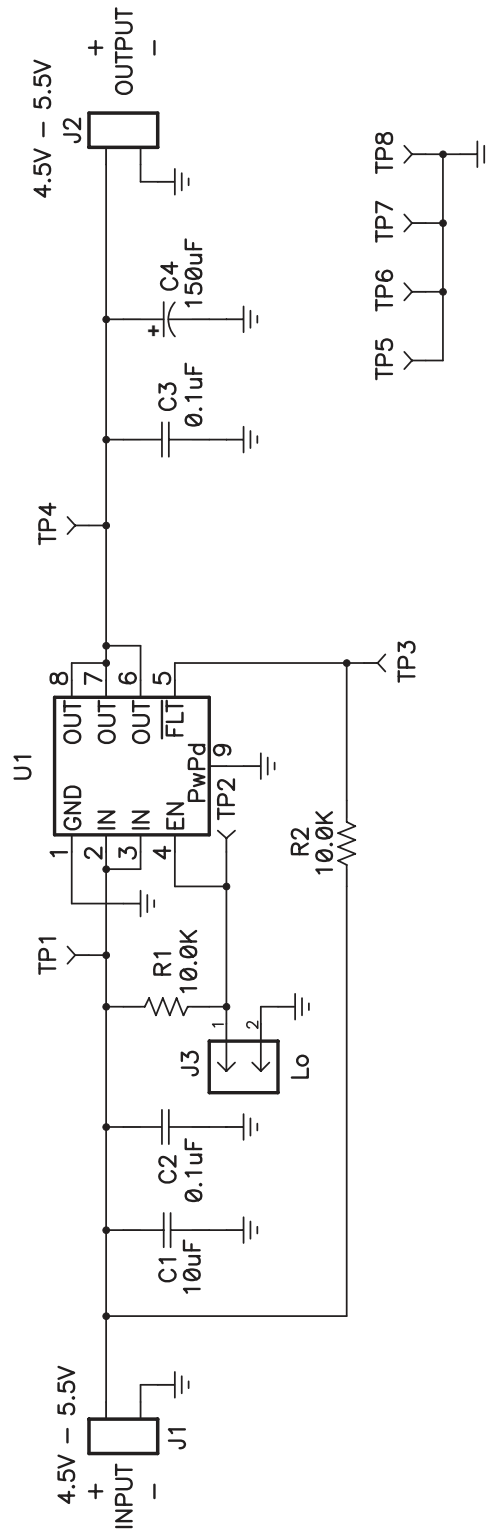 4.5V – 5.5V
+
INPUT
–
J1
C1
10uF
C2
0.1uF
J3
1
2
Lo
R1
10.0K
TP1
U1
1
GND
2
IN
3
IN
4
EN
PwPd
9
8
OUT
7
OUT
6
OUT
5
FLT
TP2
R2
10.0K
TP3
TP4
C3
0.1uF
+
C4
150uF
4.5V – 5.5V
J2
+
OUTPUT
–
TP5
TP6
TP7
TP8